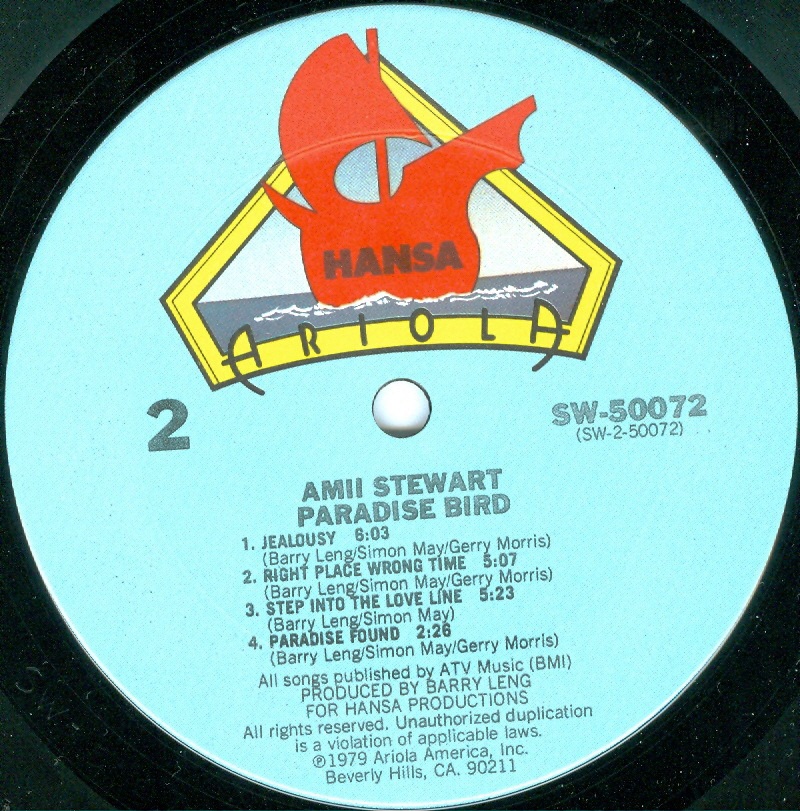 HANSA
ARIOLA
2
SW-50072
(SW-2-50072)
AMII STEWART
PARADISE BIRD
1. JEALOUSY 6:03
(Barry Leng/Simon May/Gerry Morris)
2. RIGHT PLACE WRONG TIME 5:07
(Barry Leng/Simon May/Gerry Morris)
3. STEP INTO THE LOVE LINE 5:23
(Barry Leng/Simon May)
4. PARADISE FOUND 2:26
(Barry Leng/Simon May/Gerry Morris)
All songs published by ATV Music (BMI)
PRODUCED BY BARRY LENG
FOR HANSA PRODUCTIONS
All rights reserved. Unauthorized duplication
is a violation of applicable laws.
℗1979 Ariola America, Inc.
Beverly Hills, CA. 90211